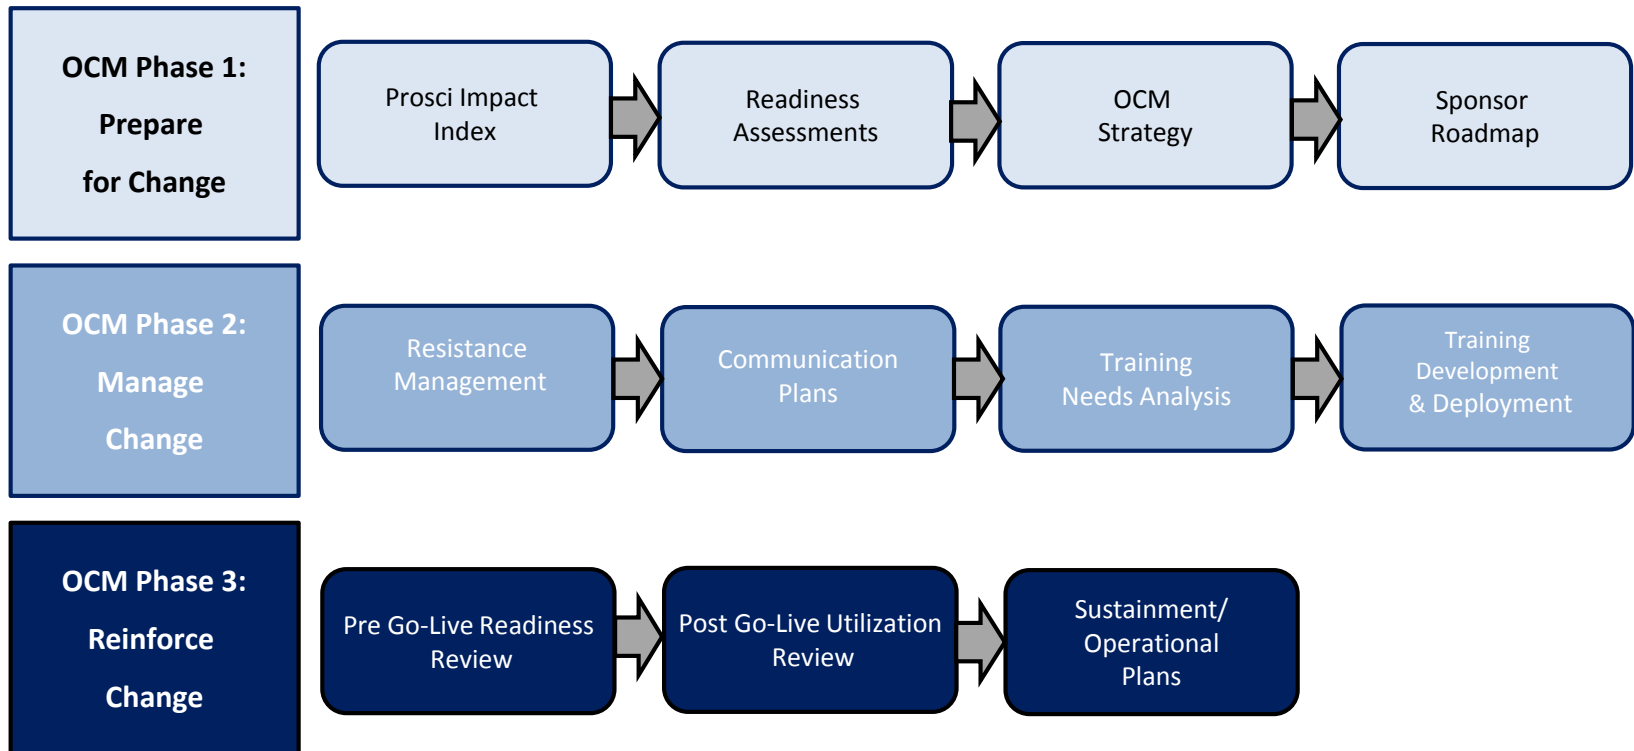 OCM Phase 1:
Prepare
for Change
Prosci Impact
Index
Readiness
Assessments
OCM
Strategy
Sponsor
Roadmap
OCM Phase 2:
Manage
Change
Resistance
Management
Communication
Plans
Training
Needs Analysis
Training
Development
& Deployment
OCM Phase 3:
Reinforce
Change
Pre Go-Live Readiness
Review
Post Go-Live Utilization
Review
Sustainment/
Operational
Plans